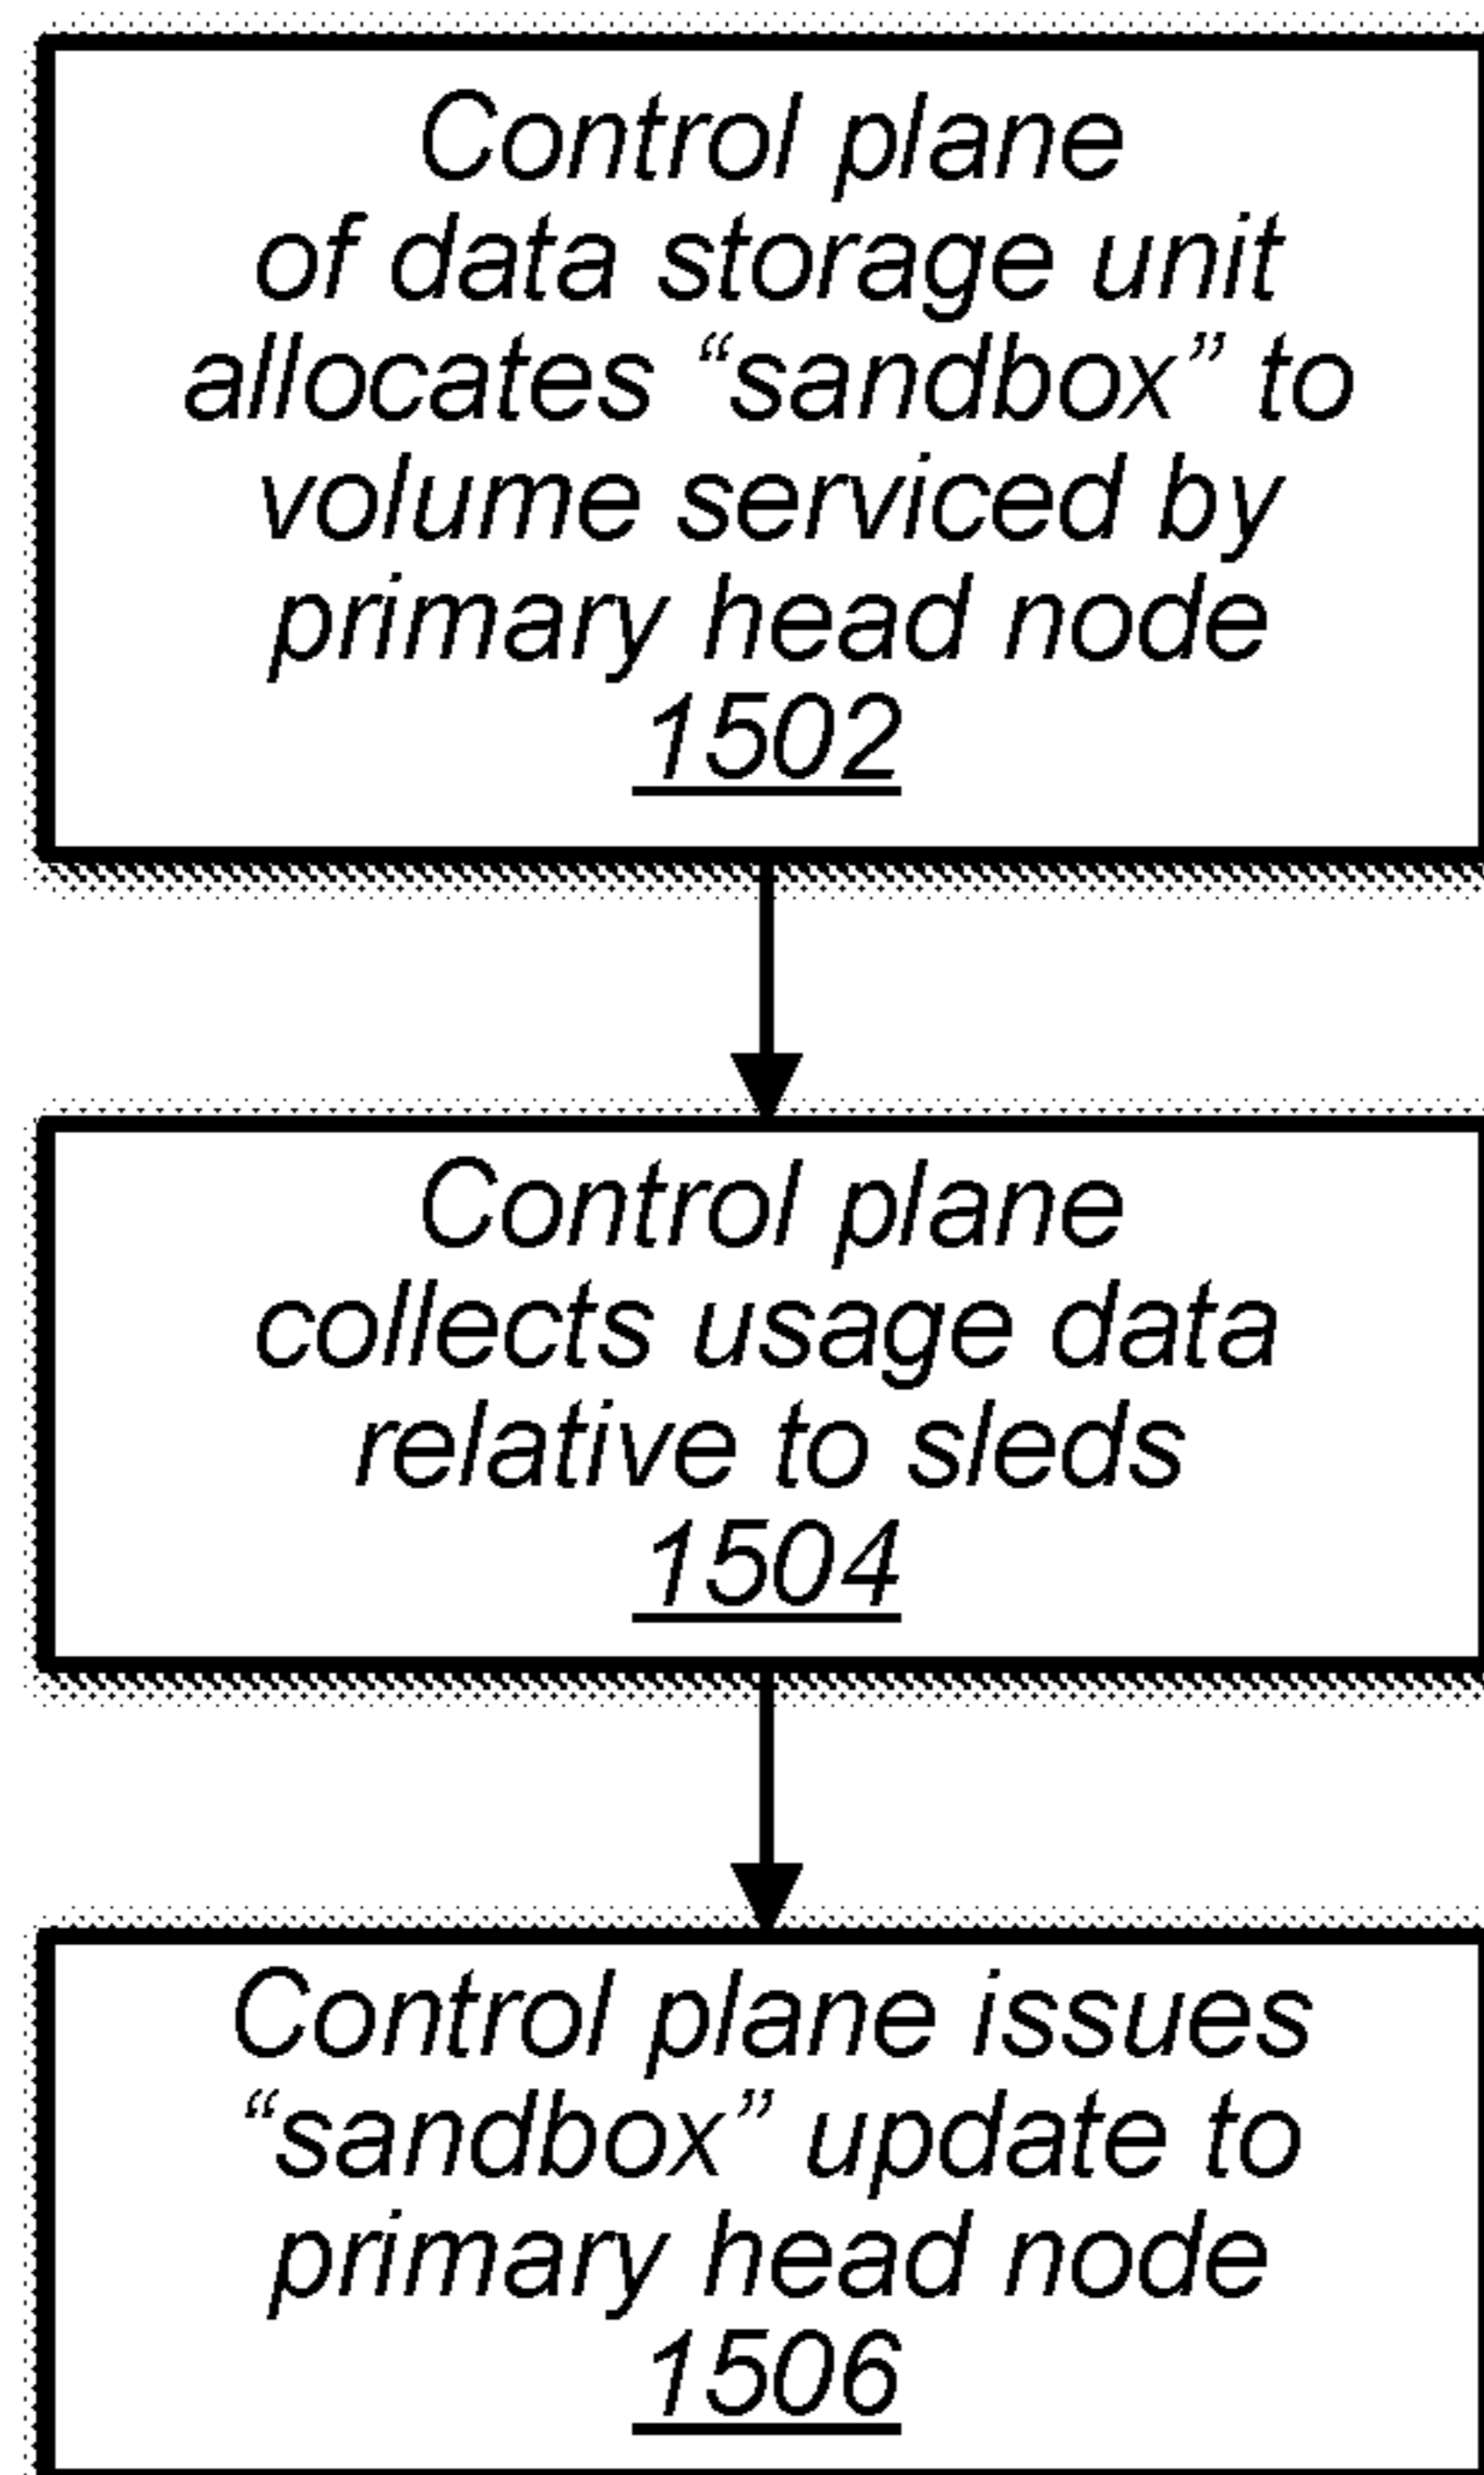 Control plane
of data storage unit
allocates “sandbox” to
volume serviced by
primary head node
1502
Control plane
collects usage data
relative to sleds
1504
Control plane issues
“sandbox” update to
primary head node
1506